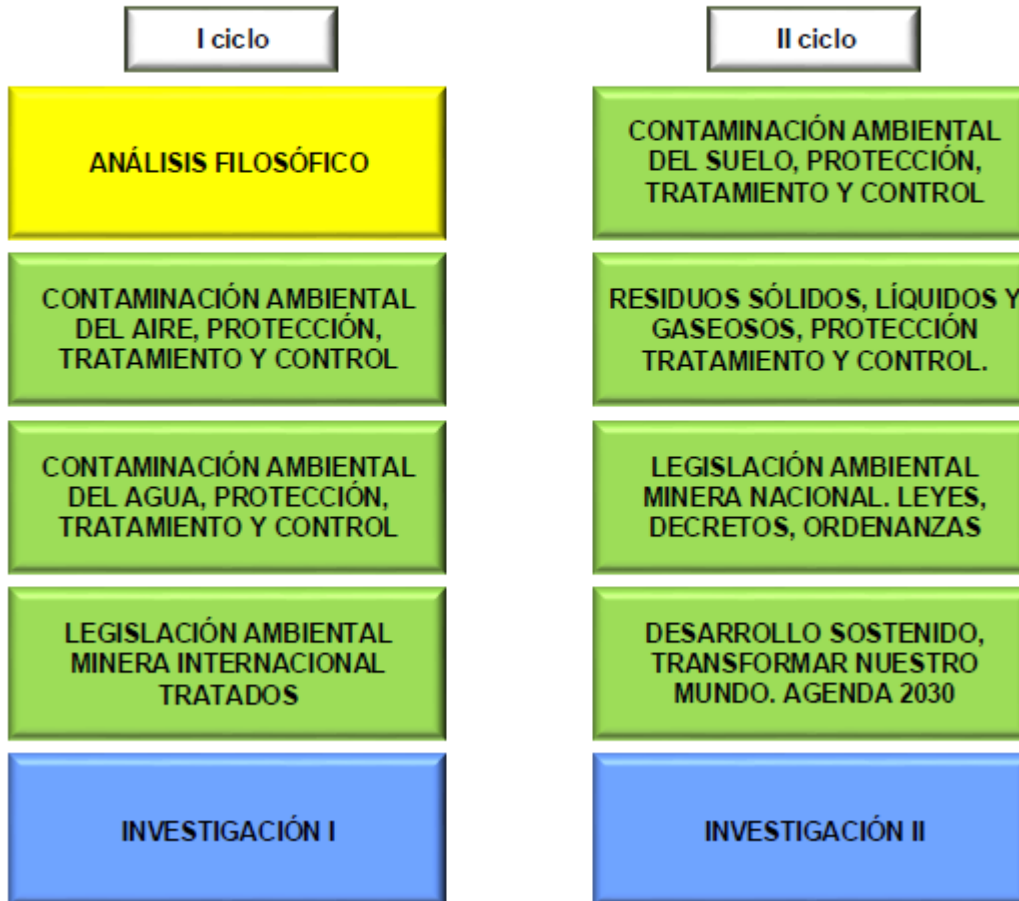 I ciclo
ANÁLISIS FILOSÓFICO
CONTAMINACIÓN AMBIENTAL
DEL AIRE, PROTECCIÓN,
TRATAMIENTO Y CONTROL
CONTAMINACIÓN AMBIENTAL
DEL AGUA, PROTECCIÓN,
TRATAMIENTO Y CONTROL
LEGISLACIÓN AMBIENTAL
MINERA INTERNACIONAL
TRATADOS
INVESTIGACIÓN I
II ciclo
CONTAMINACIÓN AMBIENTAL
DEL SUELO, PROTECCIÓN,
TRATAMIENTO Y CONTROL
RESIDUOS SÓLIDOS, LÍQUIDOS Y
GASEOSOS, PROTECCIÓN
TRATAMIENTO Y CONTROL.
LEGISLACIÓN AMBIENTAL
MINERA NACIONAL. LEYES,
DECRETOS, ORDENANZAS
DESARROLLO SOSTENIDO,
TRANSFORMAR NUESTRO
MUNDO. AGENDA 2030
INVESTIGACIÓN II